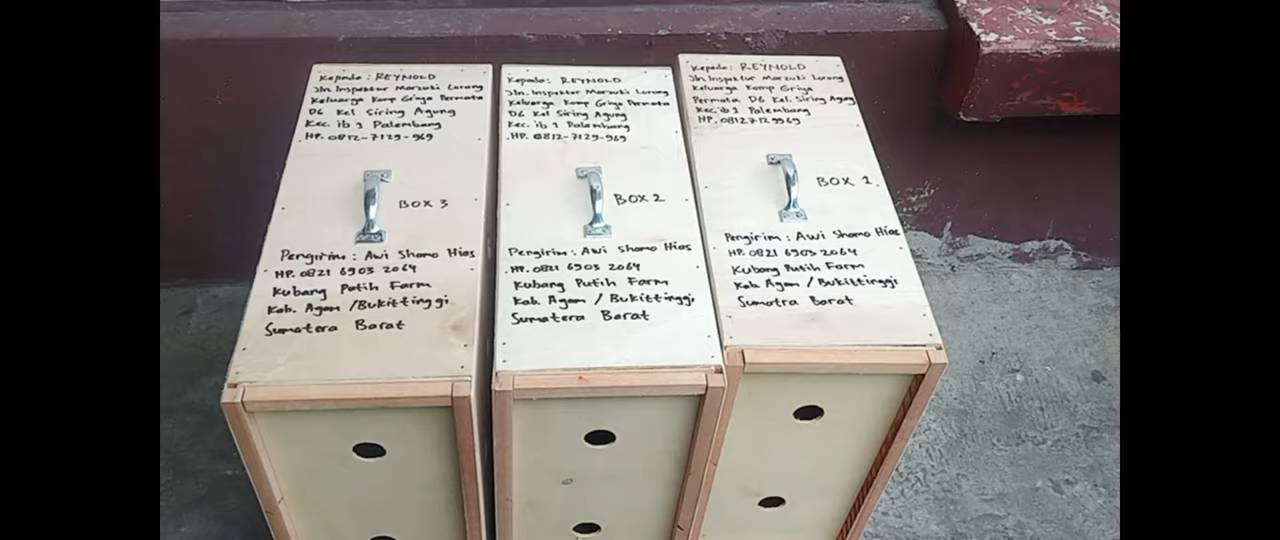 Kepada: REYNOLD
Jln. Inspektur Marzuki Lorong
Keluarga Komp Griya Permata
D6 Kel Siring Agung
Kec. ib 1 Palembang
HP. 0812-7129-969
BOX 3
Pengirim: Awi Shamo Hias
HP. 0821 6903 2064
Kubang Putih Farm
Kab. Agam /Bukittinggi
Sumatera Barat
Kepada: REYNOLD
Jln. Inspektur Marzuki Lorong
Keluarga Komp Griya Permata
D6 Kel Siring Agung
Kec. ib 1 Palembang
HP. 0812-7129-969
BOX 2
Pengirim: Awi Shamo Hias
HP. 0821 6903 2064
Kubang Putih Farm
Kab. Agam / Bukittinggi
Sumatera Barat
Kepada: REYNOLD
Jln. Inspektur Marzuki Lorong
Keluarga Komp Griya
Permata D6 Kel. Siring Agung
Kec ib 1 Palembang
HP. 08127129969
BOX 1.
Pengirim: Awi Shamo Hias
HP. 0821 6903 2064
Kubang Putih Farm
Kab. Agam / Bukittinggi
Sumatra Barat